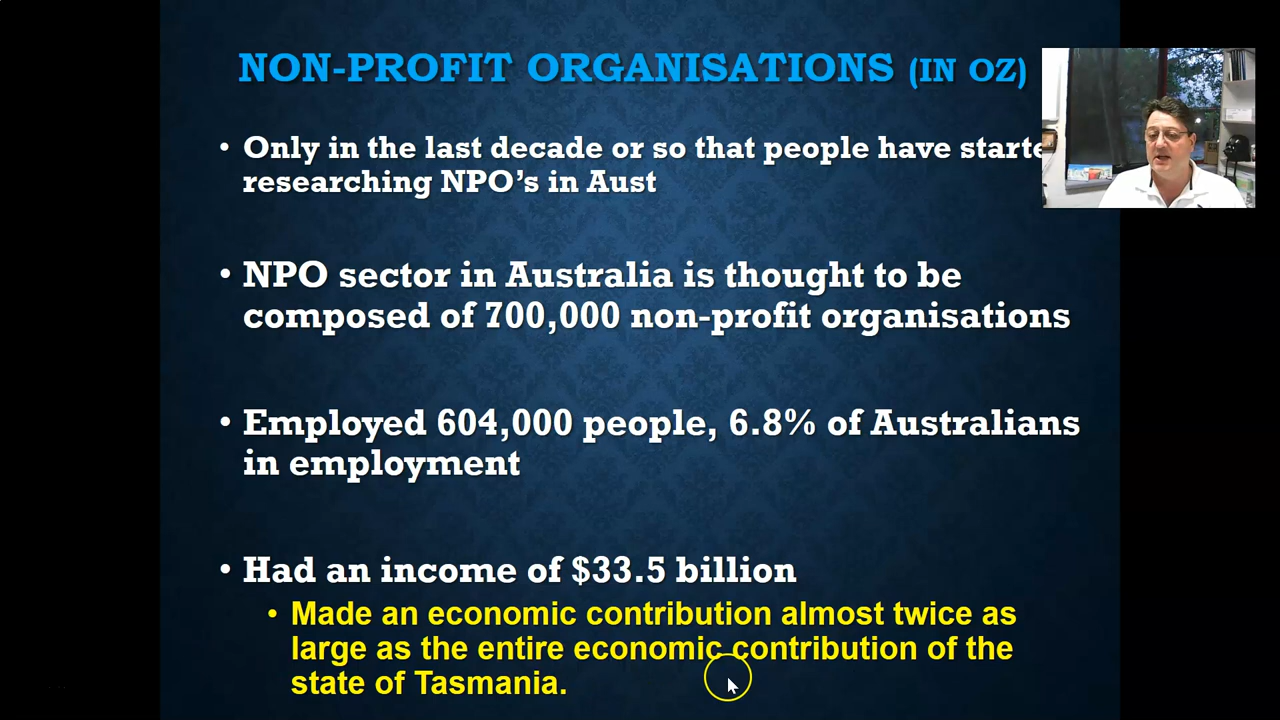 NON-PROFIT ORGANISATIONS (IN OZ)
• Only in the last decade or so that people have starte
researching NPO’s in Aust
• NPO sector in Australia is thought to be
composed of 700,000 non-profit organisations
• Employed 604,000 people, 6.8% of Australians
in employment
• Had an income of $33.5 billion
• Made an economic contribution almost twice as
large as the entire economic contribution of the
state of Tasmania.